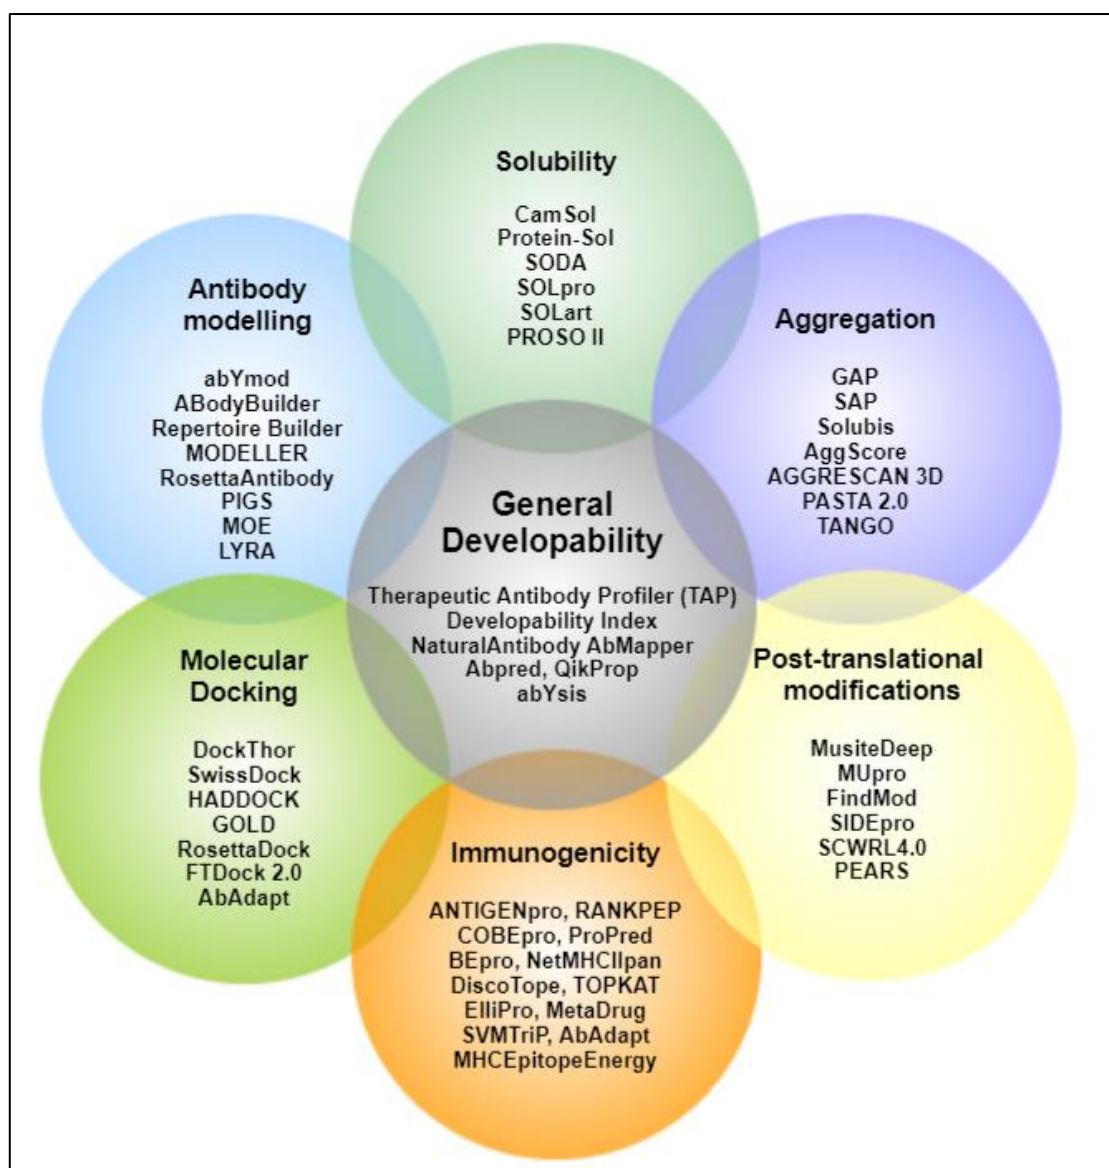 Solubility
CamSol
Protein-Sol
SODA
SOLpro
SOLart
PROSO II
Antibody
modelling
abYmod
ABodyBuilder
Repertoire Builder
MODELLER
RosettaAntibody
PIGS
MOE
LYRA
Aggregation
GAP
SAP
Solubis
AggScore
AGGRESCAN 3D
PASTA 2.0
TANGO
General
Developability
Therapeutic Antibody Profiler (TAP)
Developability Index
NaturalAntibody AbMapper
Abpred, QikProp
abYsis
Molecular
Docking
DockThor
SwissDock
HADDOCK
GOLD
RosettaDock
FTDock 2.0
AbAdapt
Post-translational
modifications
MusiteDeep
MUpro
FindMod
SIDEpro
SCWRL4.0
PEARS
Immunogenicity
ANTIGENpro, RANKPEP
COBEpro, ProPred
BEpro, NetMHCIIpan
DiscoTope, TOPKAT
ElliPro, MetaDrug
SVMTriP, AbAdapt
MHCEpitopeEnergy